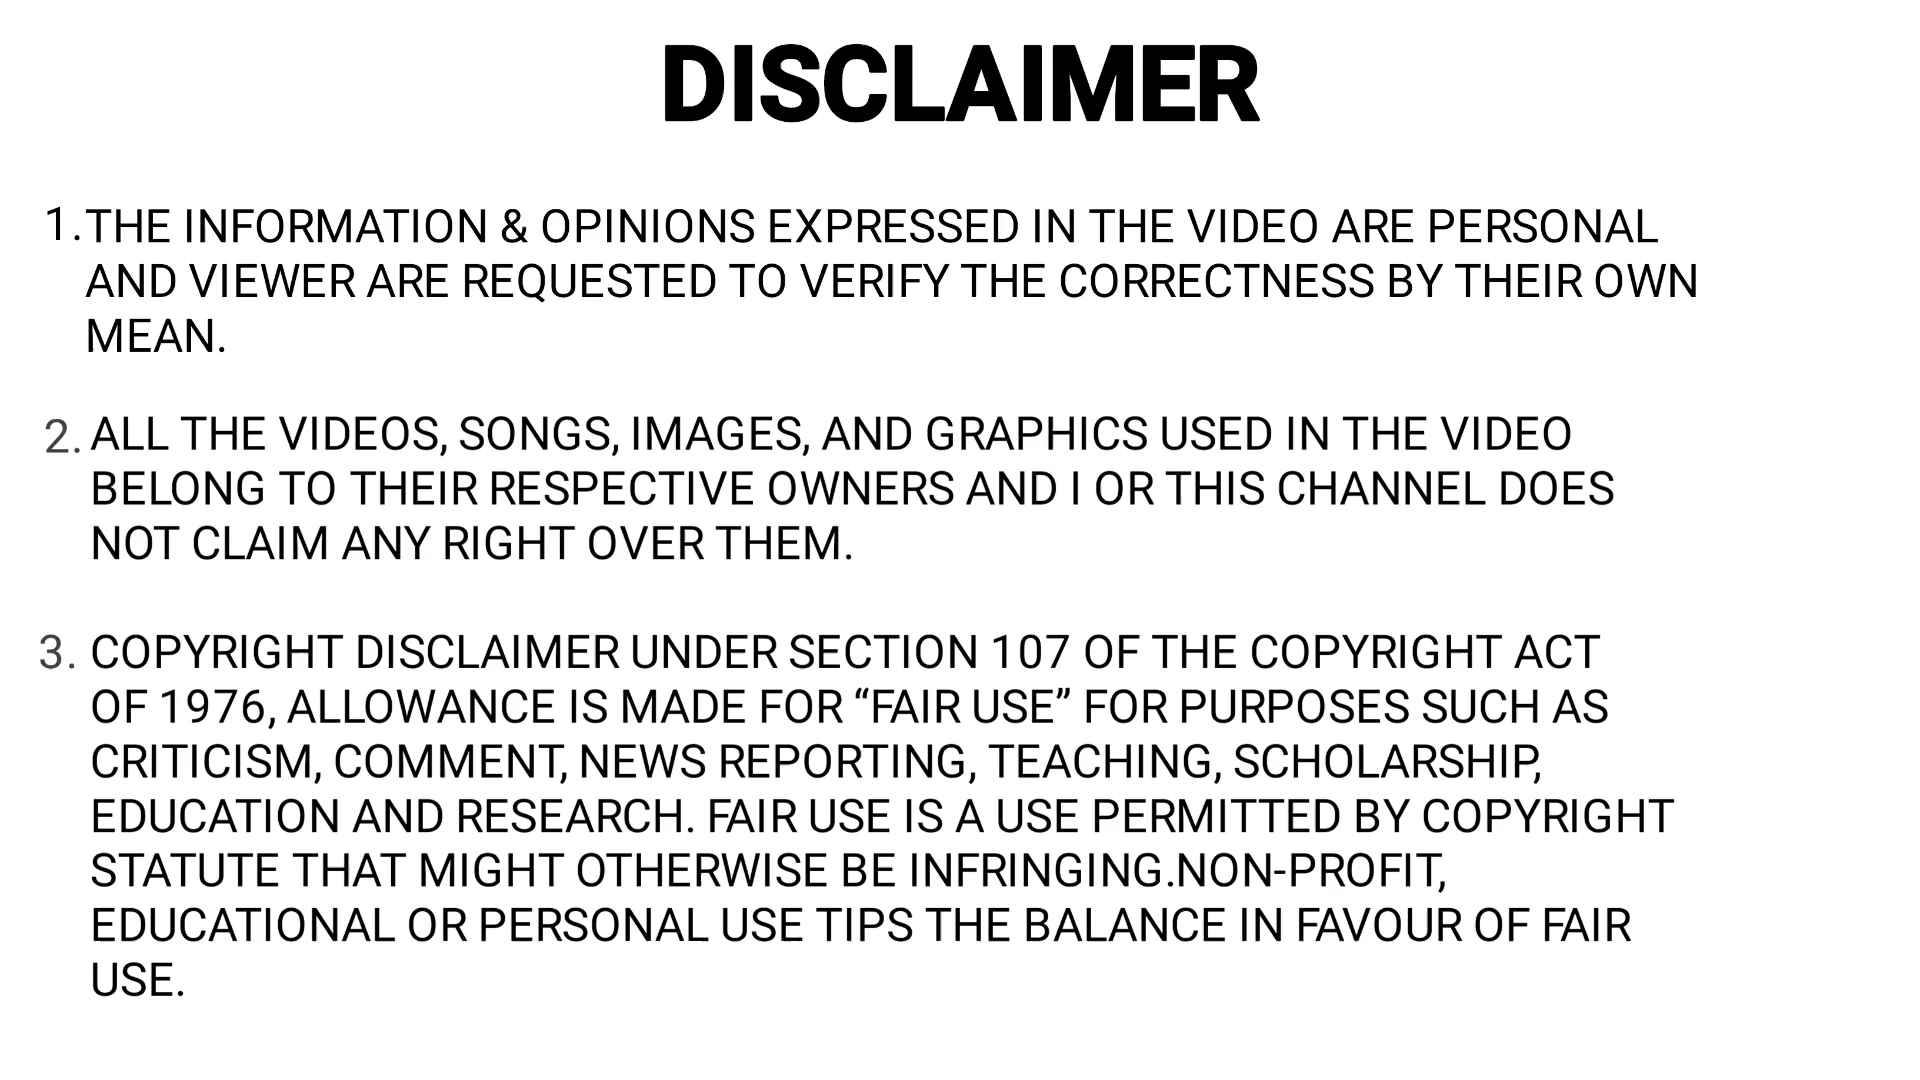 DISCLAIMER
1. THE INFORMATION & OPINIONS EXPRESSED IN THE VIDEO ARE PERSONAL
AND VIEWER ARE REQUESTED TO VERIFY THE CORRECTNESS BY THEIR OWN
MEAN.
2. ALL THE VIDEOS, SONGS, IMAGES, AND GRAPHICS USED IN THE VIDEO
BELONG TO THEIR RESPECTIVE OWNERS AND I OR THIS CHANNEL DOES
NOT CLAIM ANY RIGHT OVER THEM.
3. COPYRIGHT DISCLAIMER UNDER SECTION 107 OF THE COPYRIGHT ACT
OF 1976, ALLOWANCE IS MADE FOR “FAIR USE” FOR PURPOSES SUCH AS
CRITICISM, COMMENT, NEWS REPORTING, TEACHING, SCHOLARSHIP,
EDUCATION AND RESEARCH. FAIR USE IS A USE PERMITTED BY COPYRIGHT
STATUTE THAT MIGHT OTHERWISE BE INFRINGING.NON-PROFIT,
EDUCATIONAL OR PERSONAL USE TIPS THE BALANCE IN FAVOUR OF FAIR
USE.